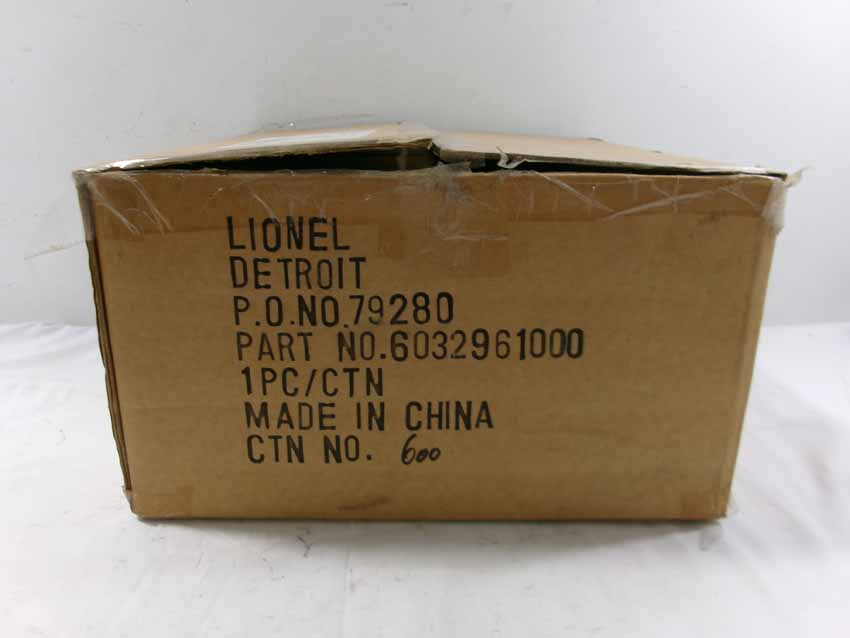 LIONEL
DETROIT
P.O.NO.79280
PART NO.6032961000
1PC/CTN
MADE IN CHINA
CTN NO. 600